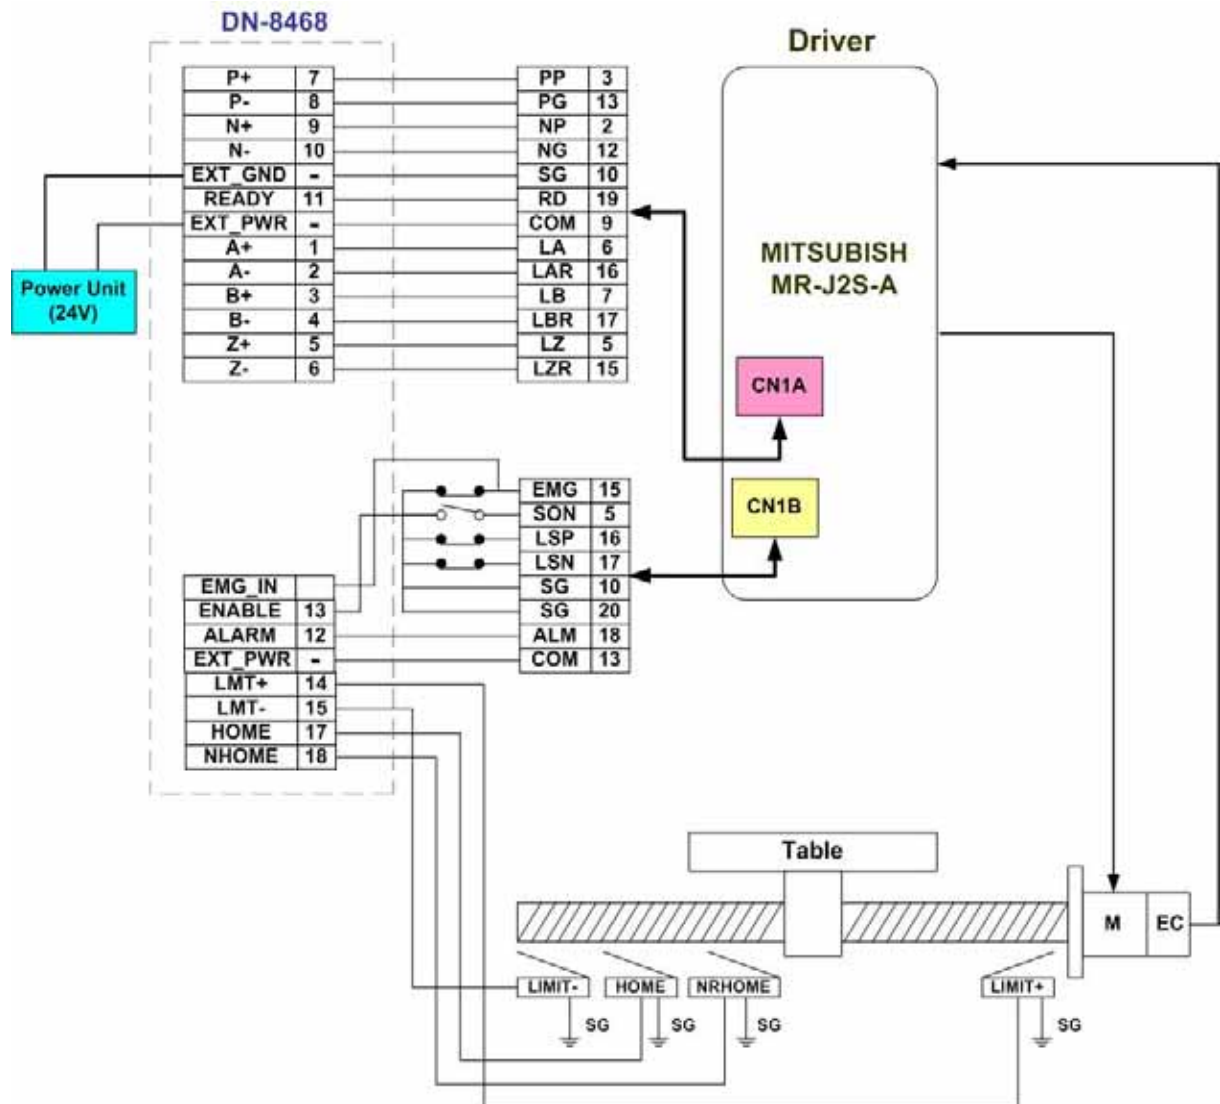 DN-8468
Driver
P+ 7 PP 3
P- 8 PG 13
N+ 9 NP 2
N- 10 NG 12
EXT_GND - SG 10
READY 11 RD 19
EXT_PWR - COM 9
A+ 1 LA 6
A- 2 LAR 16
B+ 3 LB 7
B- 4 LBR 17
Z+ 5 LZ 5
Z- 6 LZR 15
Power Unit
(24V)
MITSUBISH
MR-J2S-A
CN1A
CN1B
EMG 15
SON 5
LSP 16
LSN 17
SG 10
SG 20
ALM 18
COM 13
EMG_IN
ENABLE 13
ALARM 12
EXT_PWR -
LMT+ 14
LMT- 15
HOME 17
NHOME 18
Table
M EC
LIMIT- HOME NRHOME LIMIT+
SG SG SG SG